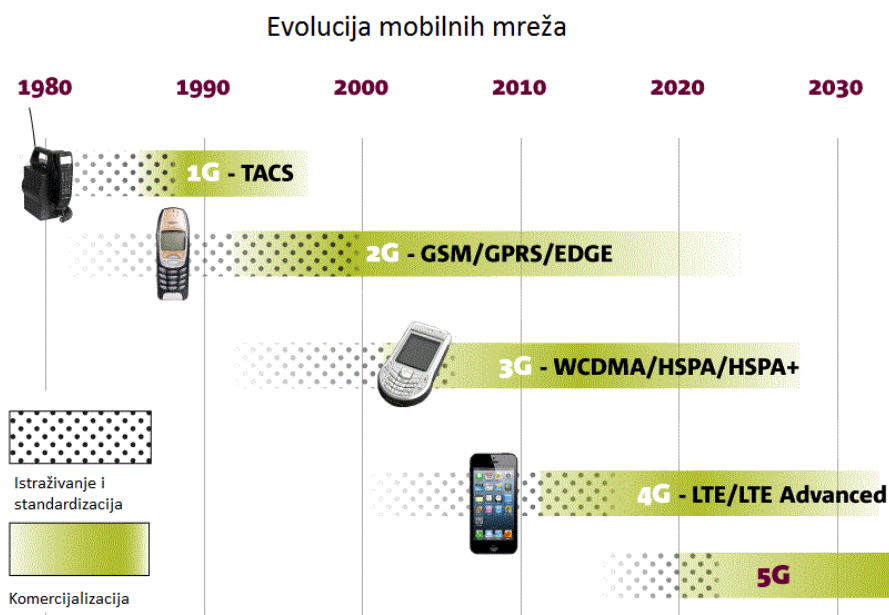 Evolucija mobilnih mreža
1980 1990 2000 2010 2020 2030
1G - TACS
2G - GSM/GPRS/EDGE
3G - WCDMA/HSPA/HSPA+
Istraživanje i
standardizacija
4G - LTE/LTE Advanced
5G
Komercijalizacija